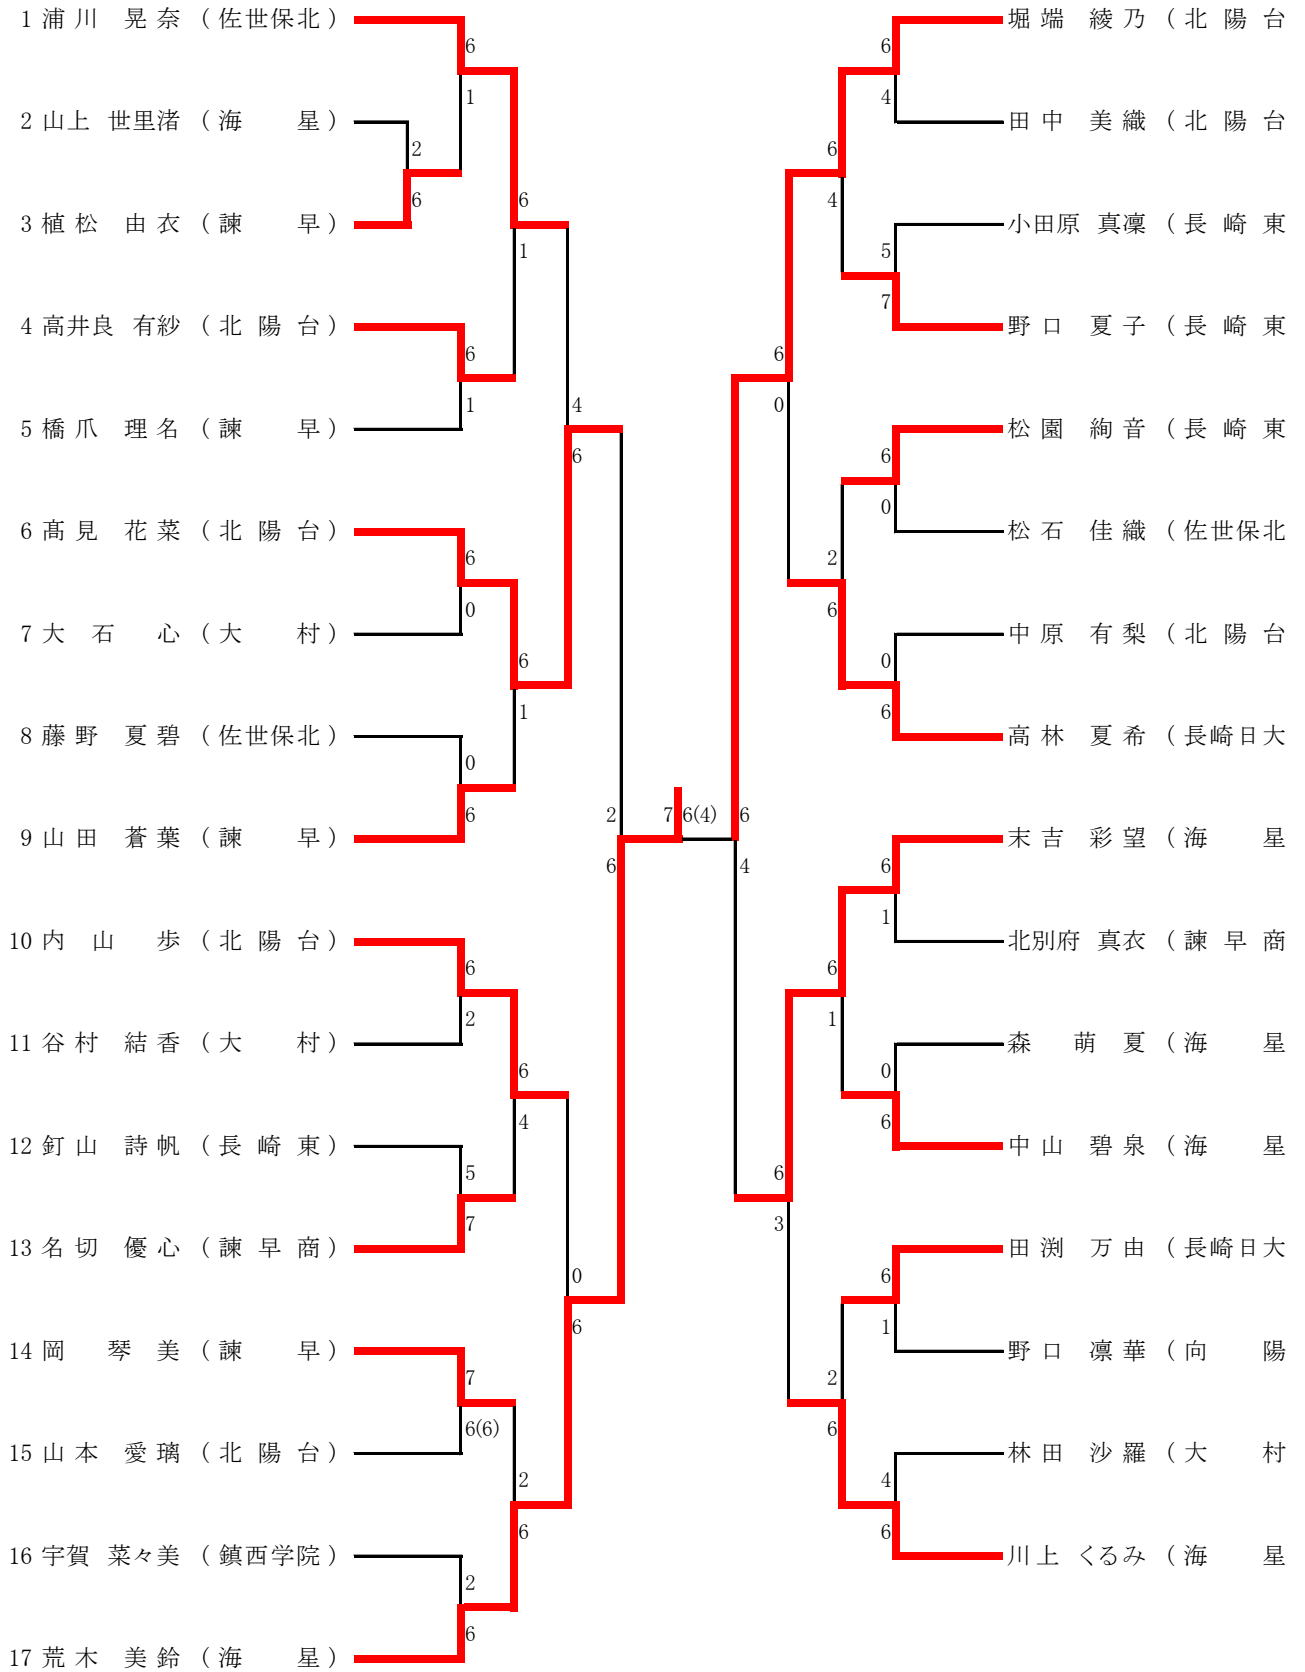 1 浦川 晃奈 (佐世保北)
6
1
2 山上 世里渚 (海 星)
2
6
3 植松 由衣 (諫 早)
6
1
4 高井良 有紗 (北陽台)
6
1
5 橋爪 理名 (諫 早)
4
6
6 髙見 花菜 (北陽台)
6
0
7 大石 心 (大 村)
6
1
8 藤野 夏碧 (佐世保北)
0
6
9 山田 蒼葉 (諫 早)
2
6
10 内山 歩 (北陽台)
6
2
11 谷村 結香 (大 村)
6
4
12 釘山 詩帆 (長崎東)
5
7
13 名切 優心 (諫早商)
0
6
14 岡 琴美 (諫 早)
7
6(6)
15 山本 愛璃 (北陽台)
2
6
16 宇賀 菜々美 (鎮西学院)
2
6
17 荒木 美鈴 (海 星)
7
6(4)
堀端 綾乃 (北陽台
6
4
田中 美織 (北陽台
6
4
小田原 真凜 (長崎東
5
7
野口 夏子 (長崎東
6
0
松園 絢音 (長崎東
6
0
松石 佳織 (佐世保北
2
6
中原 有梨 (北陽台
0
6
高林 夏希 (長崎日大
6
4
末吉 彩望 (海 星
6
1
北別府 真衣 (諫早商
6
1
森 萌夏 (海 星
0
6
中山 碧泉 (海 星
6
3
田渕 万由 (長崎日大
6
1
野口 凛華 (向 陽
2
6
林田 沙羅 (大 村
4
6
川上 くるみ (海 星